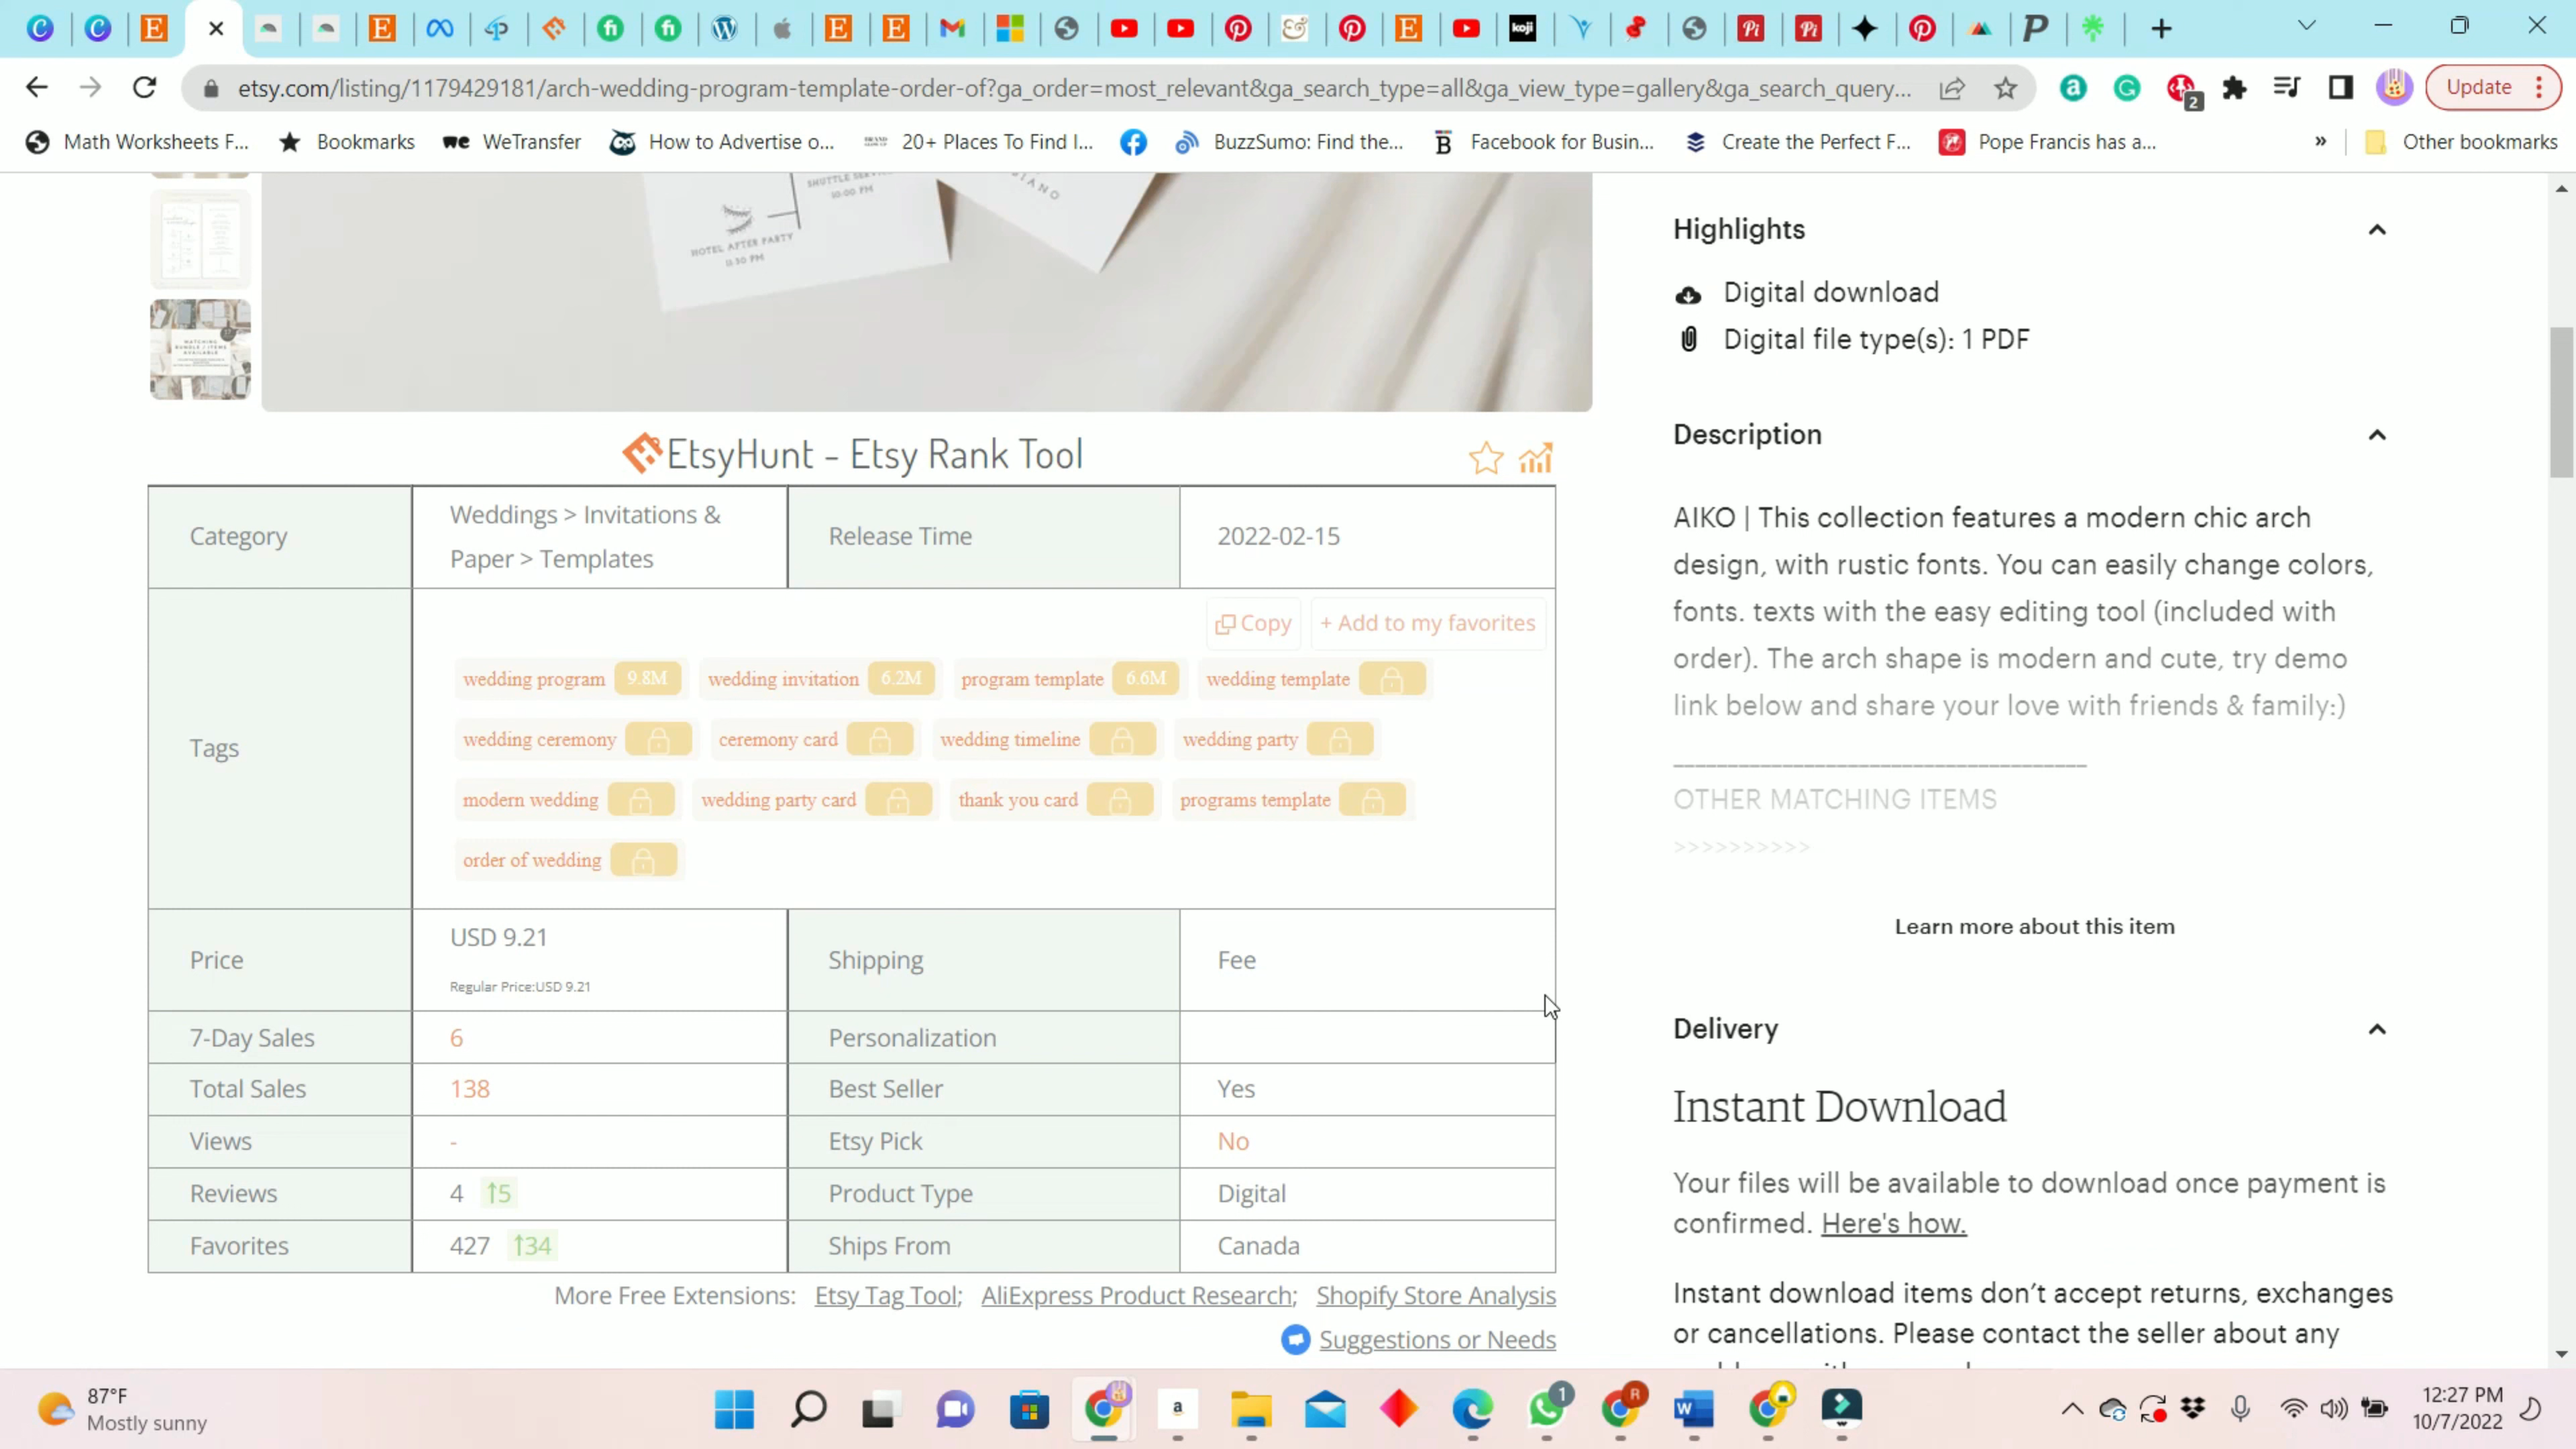 etsy.com/listing/1179429181/arch-wedding-program-template-order-of?ga_order=most_relevant&ga_search_type=all&ga_view_type=gallery&ga_search_query...
2
Update
Math Worksheets F...
Bookmarks
WeTransfer
How to Advertise o...
20+ Places To Find I...
BuzzSumo: Find the...
Facebook for Busin...
Create the Perfect F...
Pope Francis has a...
»
Other bookmarks
SHUTTLE SERVICE
10:00 PM
HOTEL AFTER PARTY
11:30 PM
MATCHING
BUNDLE / ITEMS
AVAILABLE
EtsyHunt - Etsy Rank Tool
Category
Weddings > Invitations &
Paper > Templates
Release Time
2022-02-15
Tags
Copy
+ Add to my favorites
wedding program 9.8M
wedding invitation 6.2M
program template 6.6M
wedding template
wedding ceremony
ceremony card
wedding timeline
wedding party
modern wedding
wedding party card
thank you card
programs template
order of wedding
Price
USD 9.21
Regular Price:USD 9.21
Shipping
Fee
7-Day Sales
6
Personalization
Total Sales
138
Best Seller
Yes
Views
-
Etsy Pick
No
Reviews
4 ↑5
Product Type
Digital
Favorites
427 ↑34
Ships From
Canada
More Free Extensions: Etsy Tag Tool; AliExpress Product Research; Shopify Store Analysis
Suggestions or Needs
Highlights
Digital download
Digital file type(s): 1 PDF
Description
AIKO | This collection features a modern chic arch
design, with rustic fonts. You can easily change colors,
fonts. texts with the easy editing tool (included with
order). The arch shape is modern and cute, try demo
link below and share your love with friends & family:)
___________________________________
OTHER MATCHING ITEMS
>>>>>>>>>>
Learn more about this item
Delivery
Instant Download
Your files will be available to download once payment is
confirmed. Here's how.
Instant download items don't accept returns, exchanges
or cancellations. Please contact the seller about any
87°F
Mostly sunny
1
R
12:27 PM
10/7/2022